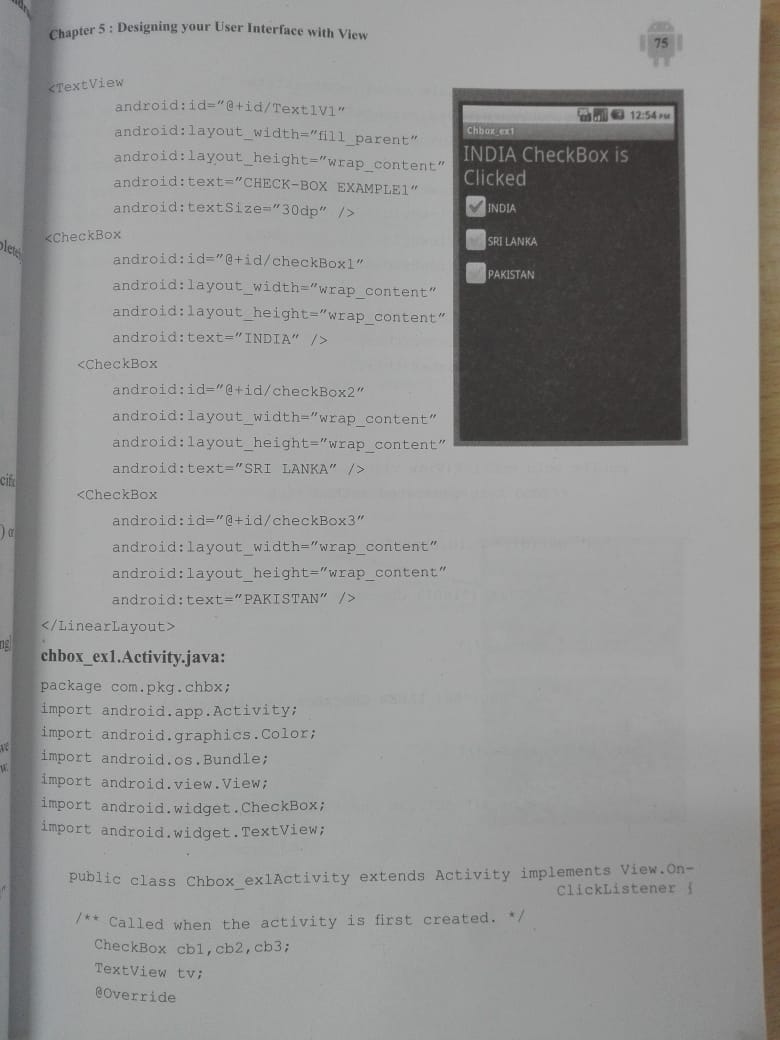 Chapter 5 : Designing your User Interface with View
75
<TextView
android:id="@+id/Text1V1"
android:layout_width="fill_parent"
android:layout_height="wrap_content"
android:text="CHECK-BOX EXAMPLE1"
android:textSize="30dp" />
<CheckBox
android:id="@+id/checkBox1"
android:layout_width="wrap_content"
android:layout_height="wrap_content"
android:text="INDIA" />
<CheckBox
android:id="@+id/checkBox2"
android:layout_width="wrap_content"
android:layout_height="wrap_content"
android:text="SRI LANKA" />
<CheckBox
android:id="@+id/checkBox3"
android:layout_width="wrap_content"
android:layout_height="wrap_content"
android:text="PAKISTAN" />
</LinearLayout>
12:54 PM
Chbox_ex1
INDIA CheckBox is
Clicked
INDIA
SRI LANKA
PAKISTAN
chbox_ex1.Activity.java:
package com.pkg.chbx;
import android.app.Activity;
import android.graphics.Color;
import android.os.Bundle;
import android.view.View;
import android.widget.CheckBox;
import android.widget.TextView;
public class Chbox_ex1Activity extends Activity implements View.On-
ClickListener {
/** Called when the activity is first created. */
CheckBox cb1,cb2,cb3;
TextView tv;
@Override